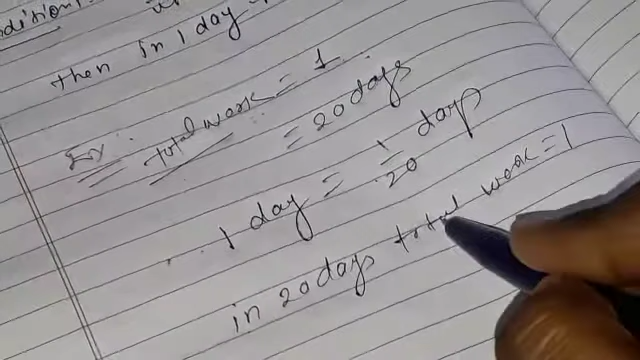 then in 1 day
Ex. total work = 1
= 20 days
1 day = 1/20 days
in 20 days total work = 1